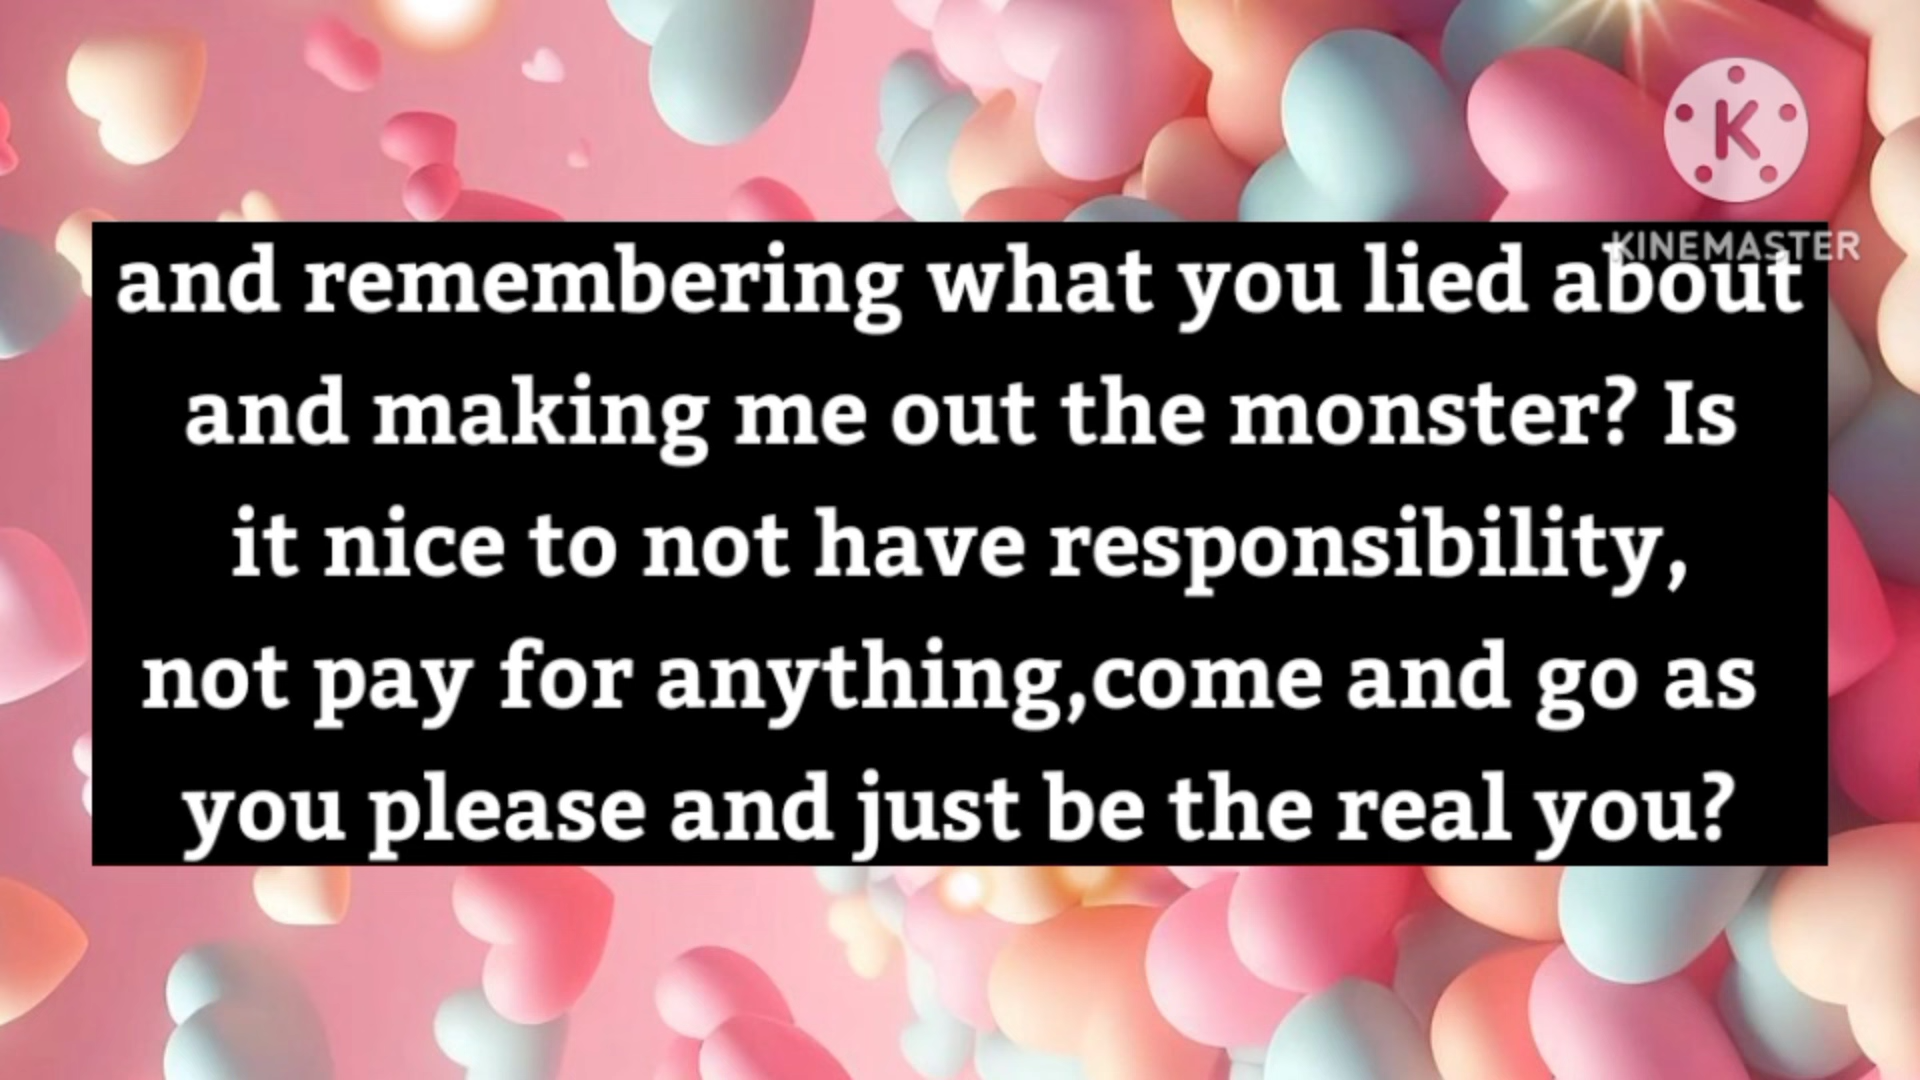 K
KINEMASTER
and remembering what you lied about
and making me out the monster? Is
it nice to not have responsibility,
not pay for anything,come and go as
you please and just be the real you?